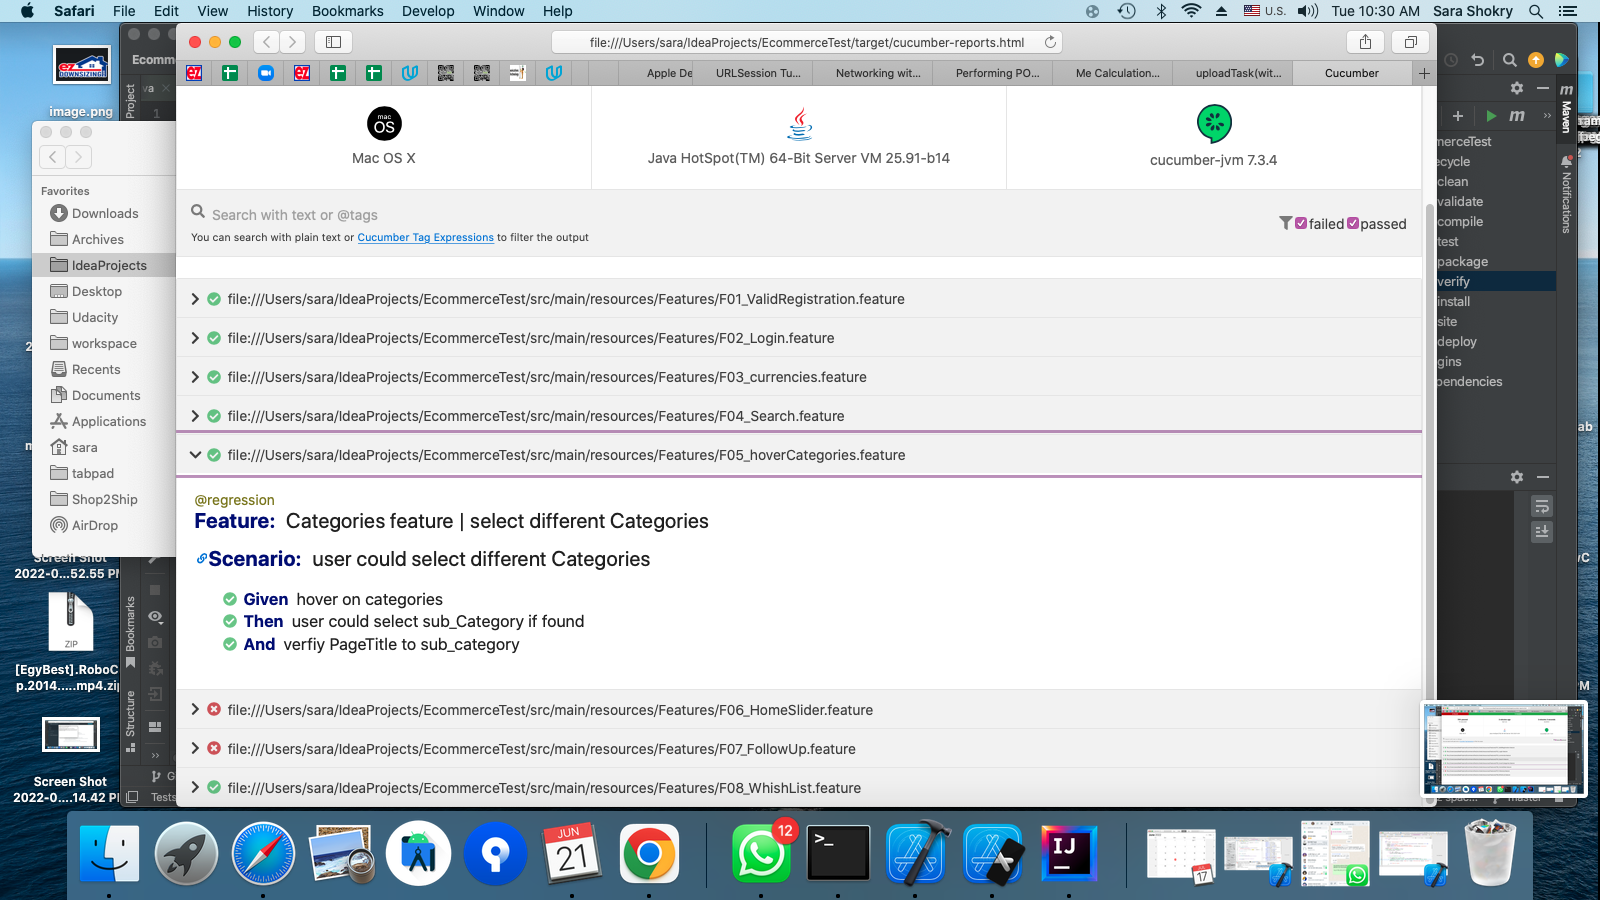 Safari File Edit View History Bookmarks Develop Window Help
U.S. Tue 10:30 AM Sara Shokry
file:///Users/sara/IdeaProjects/EcommerceTest/target/cucumber-reports.html
Apple De URLSession Tu... Networking wit... Performing PO... Me Calculation... uploadTask(wit... Cucumber
image.png
Ecomm
Project
va
1
mac OS
Mac OS X
Java HotSpot(TM) 64-Bit Server VM 25.91-b14
cucumber-jvm 7.3.4
Search with text or @tags
You can search with plain text or Cucumber Tag Expressions to filter the output
failed passed
file:///Users/sara/IdeaProjects/EcommerceTest/src/main/resources/Features/F01_ValidRegistration.feature
file:///Users/sara/IdeaProjects/EcommerceTest/src/main/resources/Features/F02_Login.feature
file:///Users/sara/IdeaProjects/EcommerceTest/src/main/resources/Features/F03_currencies.feature
file:///Users/sara/IdeaProjects/EcommerceTest/src/main/resources/Features/F04_Search.feature
file:///Users/sara/IdeaProjects/EcommerceTest/src/main/resources/Features/F05_hoverCategories.feature
@regression
Feature: Categories feature | select different Categories
Scenario: user could select different Categories
Given hover on categories
Then user could select sub_Category if found
And verfiy PageTitle to sub_category
file:///Users/sara/IdeaProjects/EcommerceTest/src/main/resources/Features/F06_HomeSlider.feature
file:///Users/sara/IdeaProjects/EcommerceTest/src/main/resources/Features/F07_FollowUp.feature
file:///Users/sara/IdeaProjects/EcommerceTest/src/main/resources/Features/F08_WhishList.feature
Favorites
Downloads
Archives
IdeaProjects
Desktop
Udacity
workspace
Recents
Documents
Applications
sara
tabpad
Shop2Ship
AirDrop
Screen Shot
2022-0...52.55 PM
ZIP
[EgyBest].RoboC
p.2014.....mp4.zip
Screen Shot
2022-0....14.42 PM
Bookmarks
Structure
Tests
m
Maven
Notifications
merceTest
ecycle
clean
validate
compile
test
package
verify
install
site
deploy
gins
pendencies
master
JUN
21
12
IJ
17